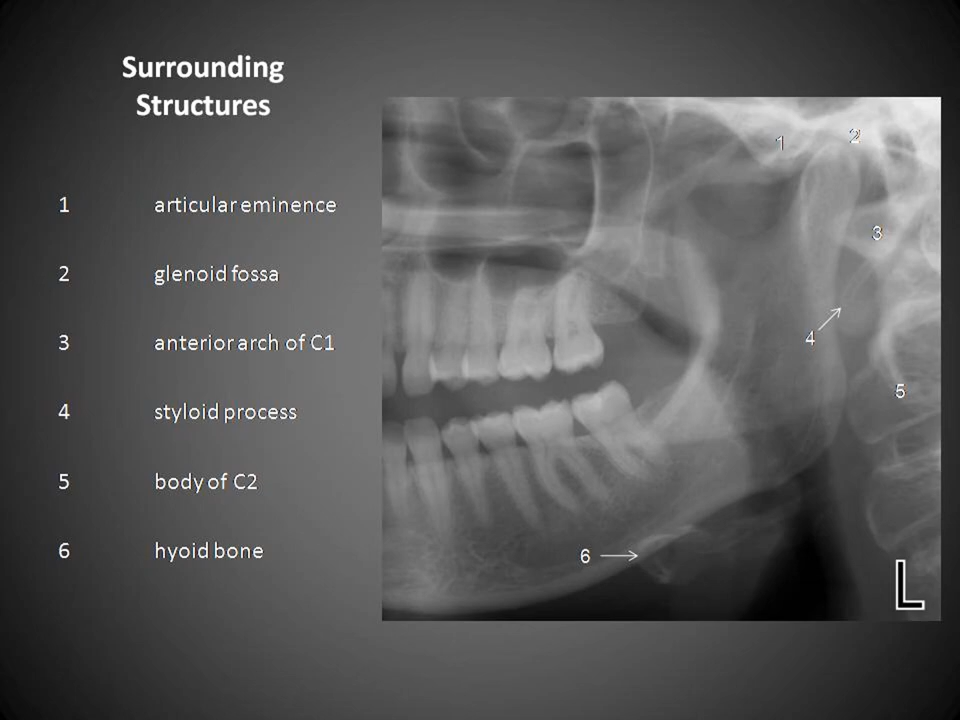 Surrounding
Structures
1 articular eminence
2 glenoid fossa
3 anterior arch of C1
4 styloid process
5 body of C2
6 hyoid bone
1
2
3
4
5
6
L